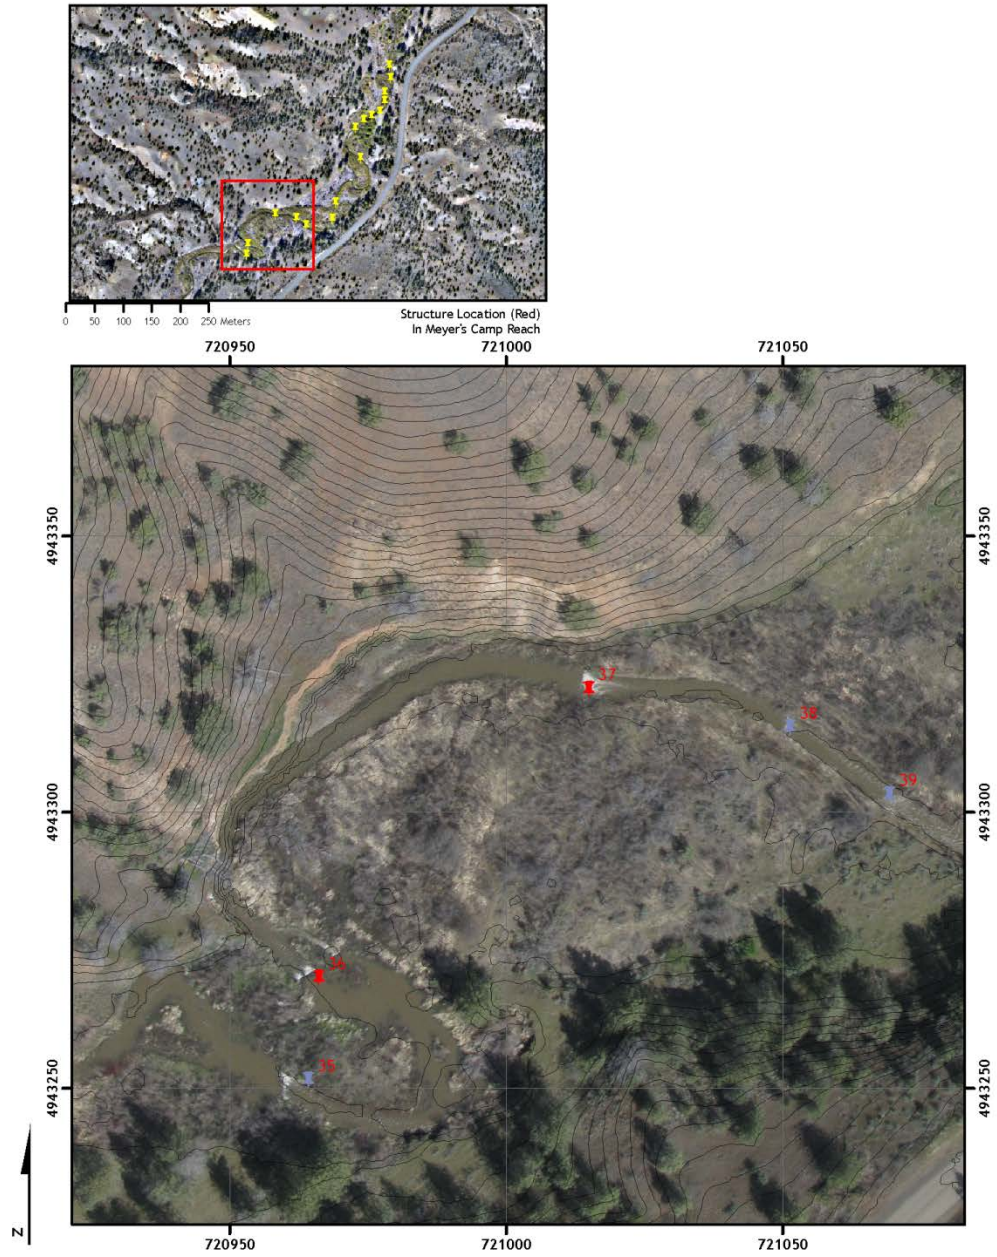 0 50 100 150 200 250 Meters
Structure Location (Red)
In Meyer's Camp Reach
720950 721000 721050
4943350 4943350
37
38
39
4943300 4943300
36
35
4943250 4943250
N
720950 721000 721050